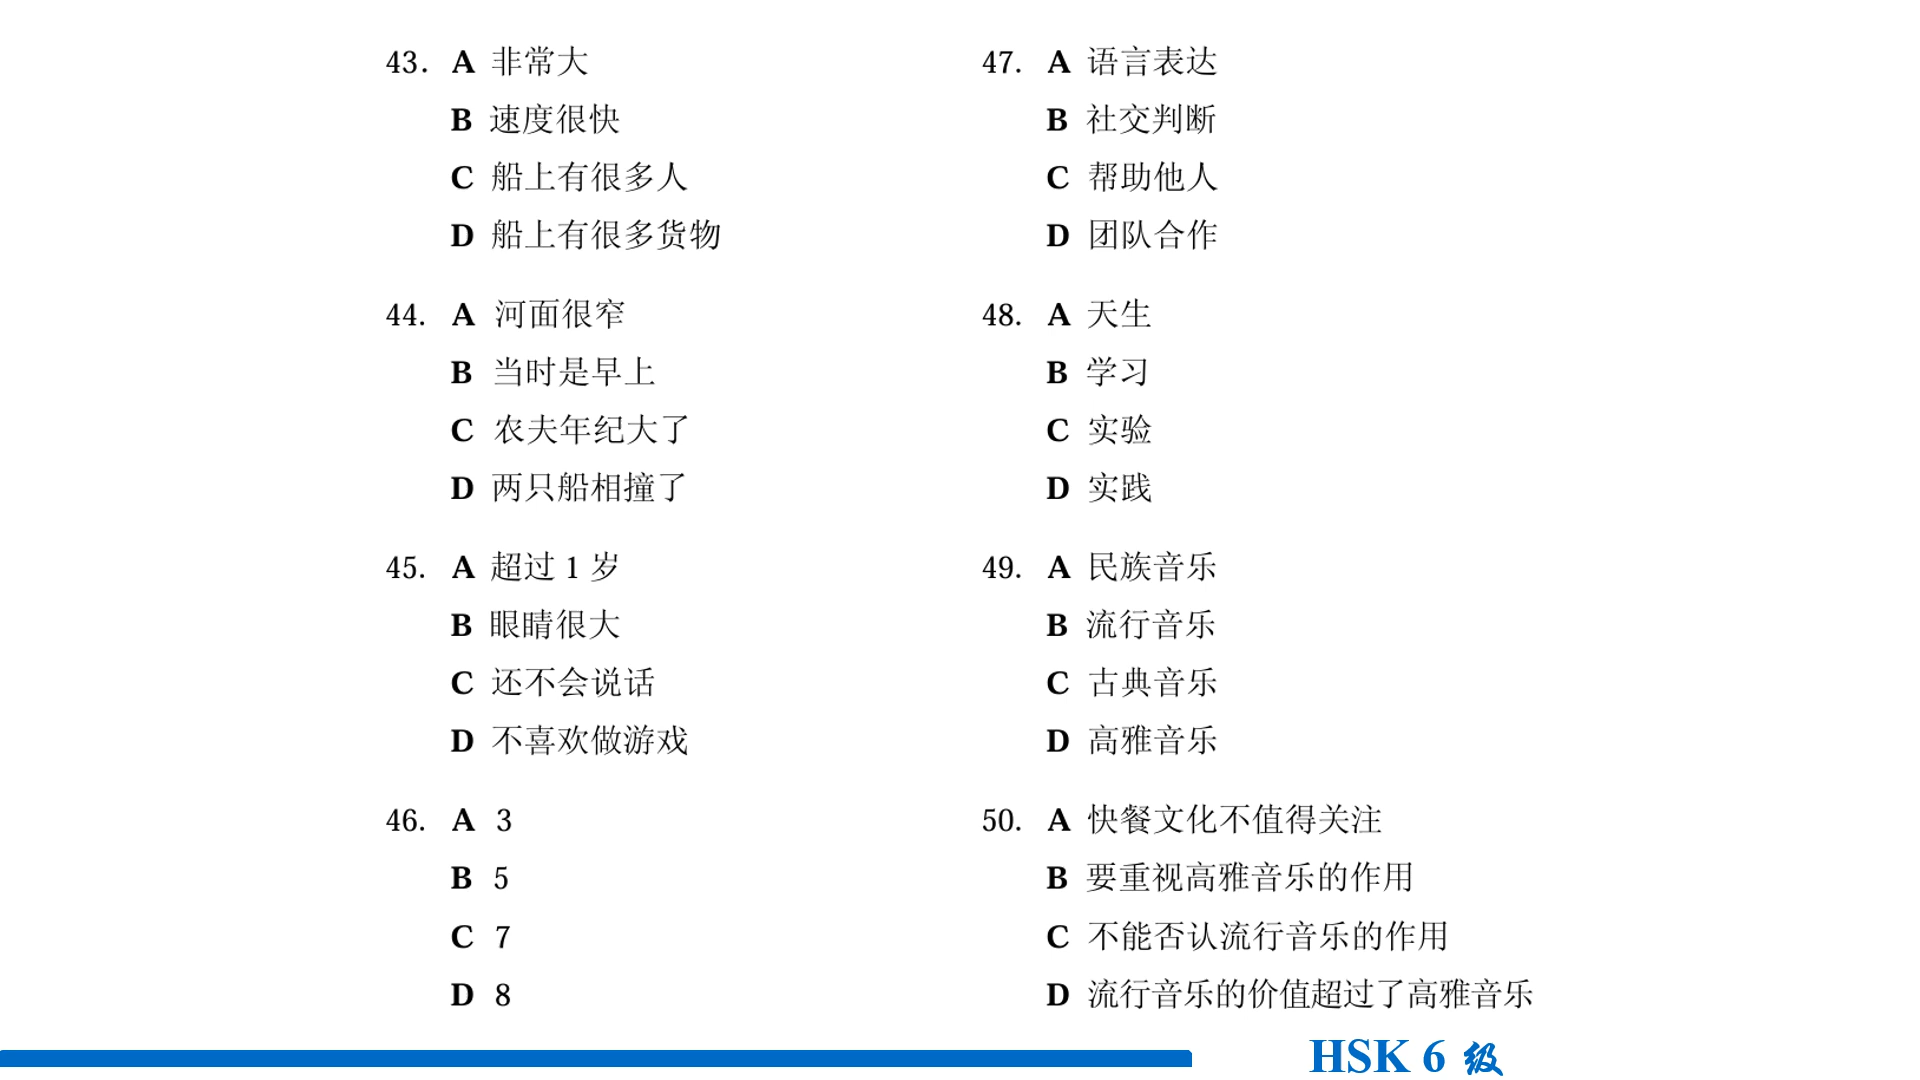 43. A 非常大
B 速度很快
C 船上有很多人
D 船上有很多货物
44. A 河面很窄
B 当时是早上
C 农夫年纪大了
D 两只船相撞了
45. A 超过 1 岁
B 眼睛很大
C 还不会说话
D 不喜欢做游戏
46. A 3
B 5
C 7
D 8
47. A 语言表达
B 社交判断
C 帮助他人
D 团队合作
48. A 天生
B 学习
C 实验
D 实践
49. A 民族音乐
B 流行音乐
C 古典音乐
D 高雅音乐
50. A 快餐文化不值得关注
B 要重视高雅音乐的作用
C 不能否认流行音乐的作用
D 流行音乐的价值超过了高雅音乐
HSK 6 级